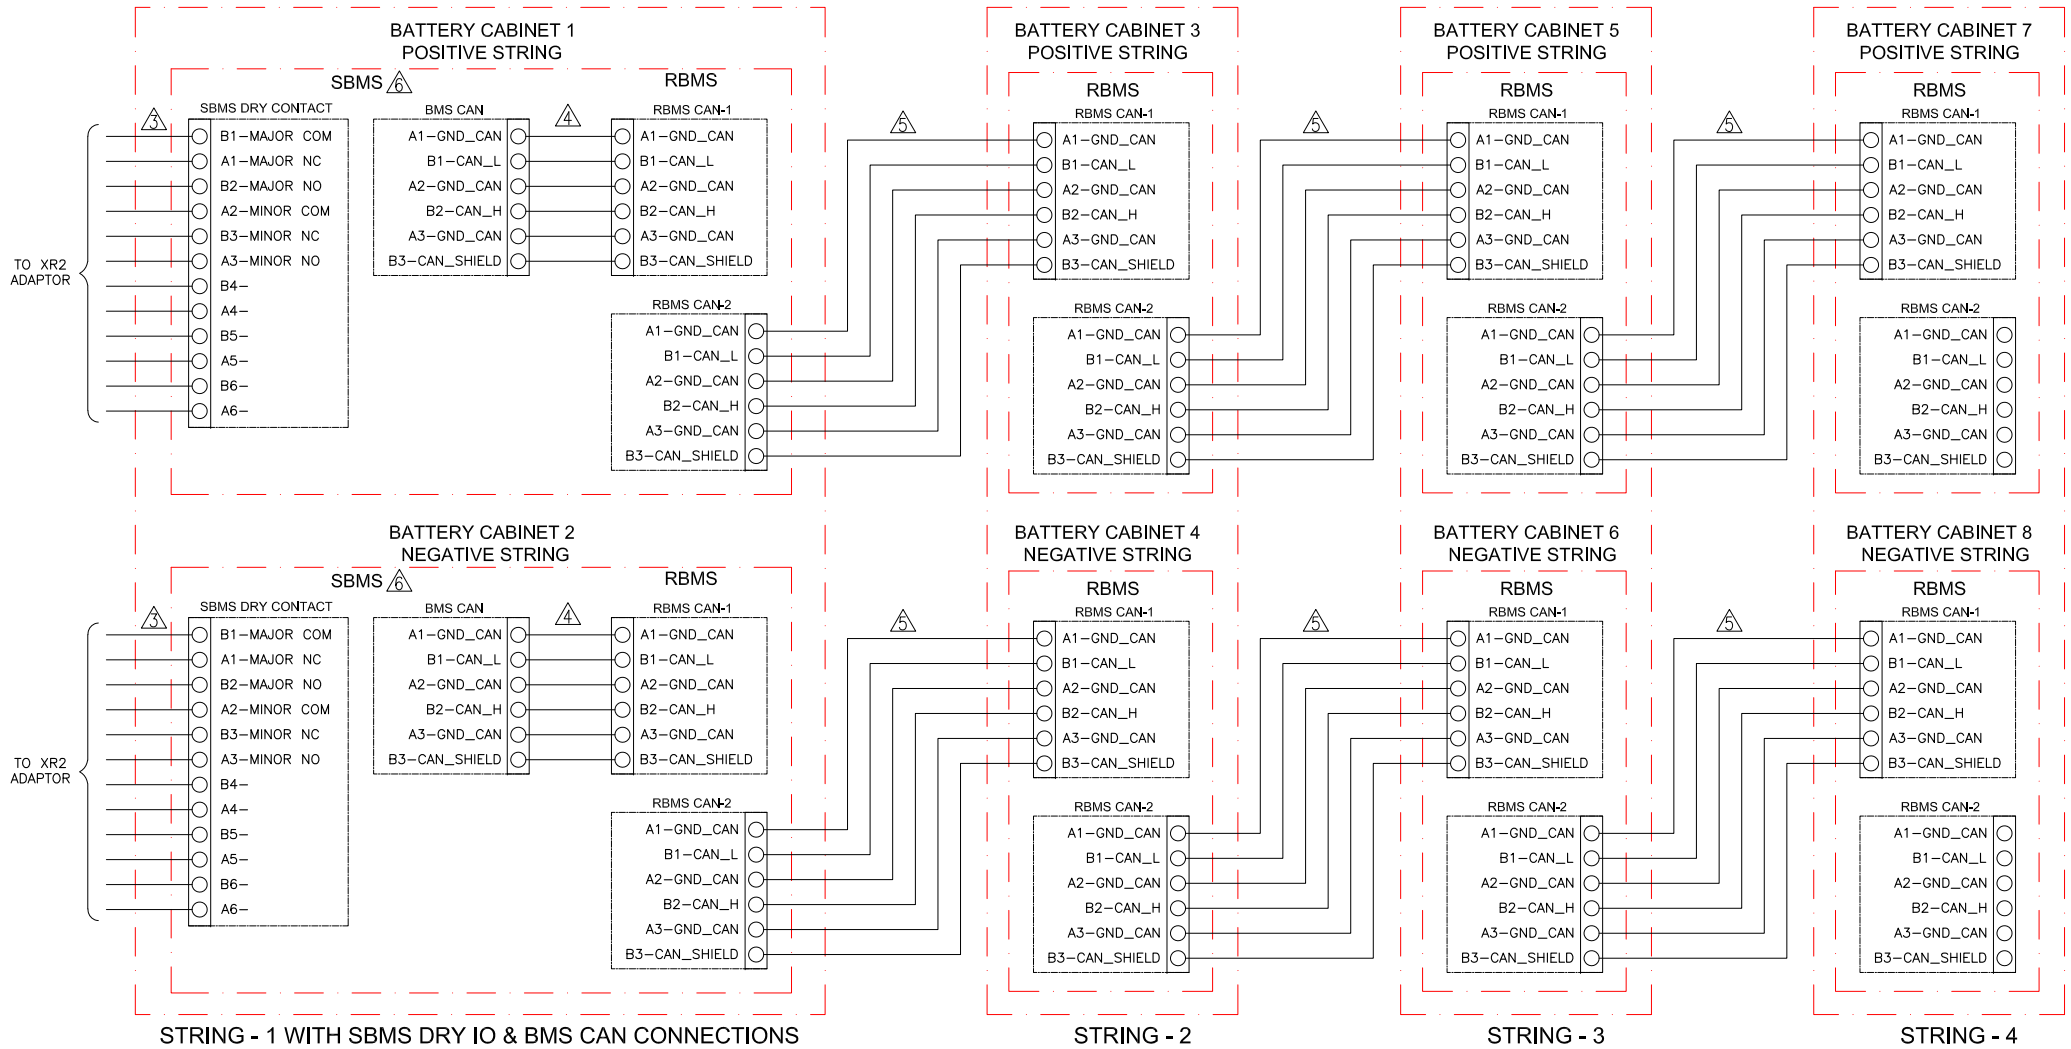 BATTERY CABINET 1
POSITIVE STRING
SBMS 6
RBMS
SBMS DRY CONTACT
3
B1-MAJOR COM
A1-MAJOR NC
B2-MAJOR NO
A2-MINOR COM
B3-MINOR NC
A3-MINOR NO
B4-
A4-
B5-
A5-
B6-
A6-
TO XR2
ADAPTOR
BMS CAN
A1-GND_CAN
B1-CAN_L
A2-GND_CAN
B2-CAN_H
A3-GND_CAN
B3-CAN_SHIELD
4
RBMS CAN-1
A1-GND_CAN
B1-CAN_L
A2-GND_CAN
B2-CAN_H
A3-GND_CAN
B3-CAN_SHIELD
RBMS CAN-2
A1-GND_CAN
B1-CAN_L
A2-GND_CAN
B2-CAN_H
A3-GND_CAN
B3-CAN_SHIELD
5
BATTERY CABINET 3
POSITIVE STRING
RBMS
RBMS CAN-1
A1-GND_CAN
B1-CAN_L
A2-GND_CAN
B2-CAN_H
A3-GND_CAN
B3-CAN_SHIELD
RBMS CAN-2
A1-GND_CAN
B1-CAN_L
A2-GND_CAN
B2-CAN_H
A3-GND_CAN
B3-CAN_SHIELD
5
BATTERY CABINET 5
POSITIVE STRING
RBMS
RBMS CAN-1
A1-GND_CAN
B1-CAN_L
A2-GND_CAN
B2-CAN_H
A3-GND_CAN
B3-CAN_SHIELD
RBMS CAN-2
A1-GND_CAN
B1-CAN_L
A2-GND_CAN
B2-CAN_H
A3-GND_CAN
B3-CAN_SHIELD
5
BATTERY CABINET 7
POSITIVE STRING
RBMS
RBMS CAN-1
A1-GND_CAN
B1-CAN_L
A2-GND_CAN
B2-CAN_H
A3-GND_CAN
B3-CAN_SHIELD
RBMS CAN-2
A1-GND_CAN
B1-CAN_L
A2-GND_CAN
B2-CAN_H
A3-GND_CAN
B3-CAN_SHIELD
BATTERY CABINET 2
NEGATIVE STRING
SBMS 6
RBMS
SBMS DRY CONTACT
3
B1-MAJOR COM
A1-MAJOR NC
B2-MAJOR NO
A2-MINOR COM
B3-MINOR NC
A3-MINOR NO
B4-
A4-
B5-
A5-
B6-
A6-
TO XR2
ADAPTOR
BMS CAN
A1-GND_CAN
B1-CAN_L
A2-GND_CAN
B2-CAN_H
A3-GND_CAN
B3-CAN_SHIELD
4
RBMS CAN-1
A1-GND_CAN
B1-CAN_L
A2-GND_CAN
B2-CAN_H
A3-GND_CAN
B3-CAN_SHIELD
RBMS CAN-2
A1-GND_CAN
B1-CAN_L
A2-GND_CAN
B2-CAN_H
A3-GND_CAN
B3-CAN_SHIELD
5
BATTERY CABINET 4
NEGATIVE STRING
RBMS
RBMS CAN-1
A1-GND_CAN
B1-CAN_L
A2-GND_CAN
B2-CAN_H
A3-GND_CAN
B3-CAN_SHIELD
RBMS CAN-2
A1-GND_CAN
B1-CAN_L
A2-GND_CAN
B2-CAN_H
A3-GND_CAN
B3-CAN_SHIELD
5
BATTERY CABINET 6
NEGATIVE STRING
RBMS
RBMS CAN-1
A1-GND_CAN
B1-CAN_L
A2-GND_CAN
B2-CAN_H
A3-GND_CAN
B3-CAN_SHIELD
RBMS CAN-2
A1-GND_CAN
B1-CAN_L
A2-GND_CAN
B2-CAN_H
A3-GND_CAN
B3-CAN_SHIELD
5
BATTERY CABINET 8
NEGATIVE STRING
RBMS
RBMS CAN-1
A1-GND_CAN
B1-CAN_L
A2-GND_CAN
B2-CAN_H
A3-GND_CAN
B3-CAN_SHIELD
RBMS CAN-2
A1-GND_CAN
B1-CAN_L
A2-GND_CAN
B2-CAN_H
A3-GND_CAN
B3-CAN_SHIELD
STRING - 1 WITH SBMS DRY IO & BMS CAN CONNECTIONS
STRING - 2
STRING - 3
STRING - 4